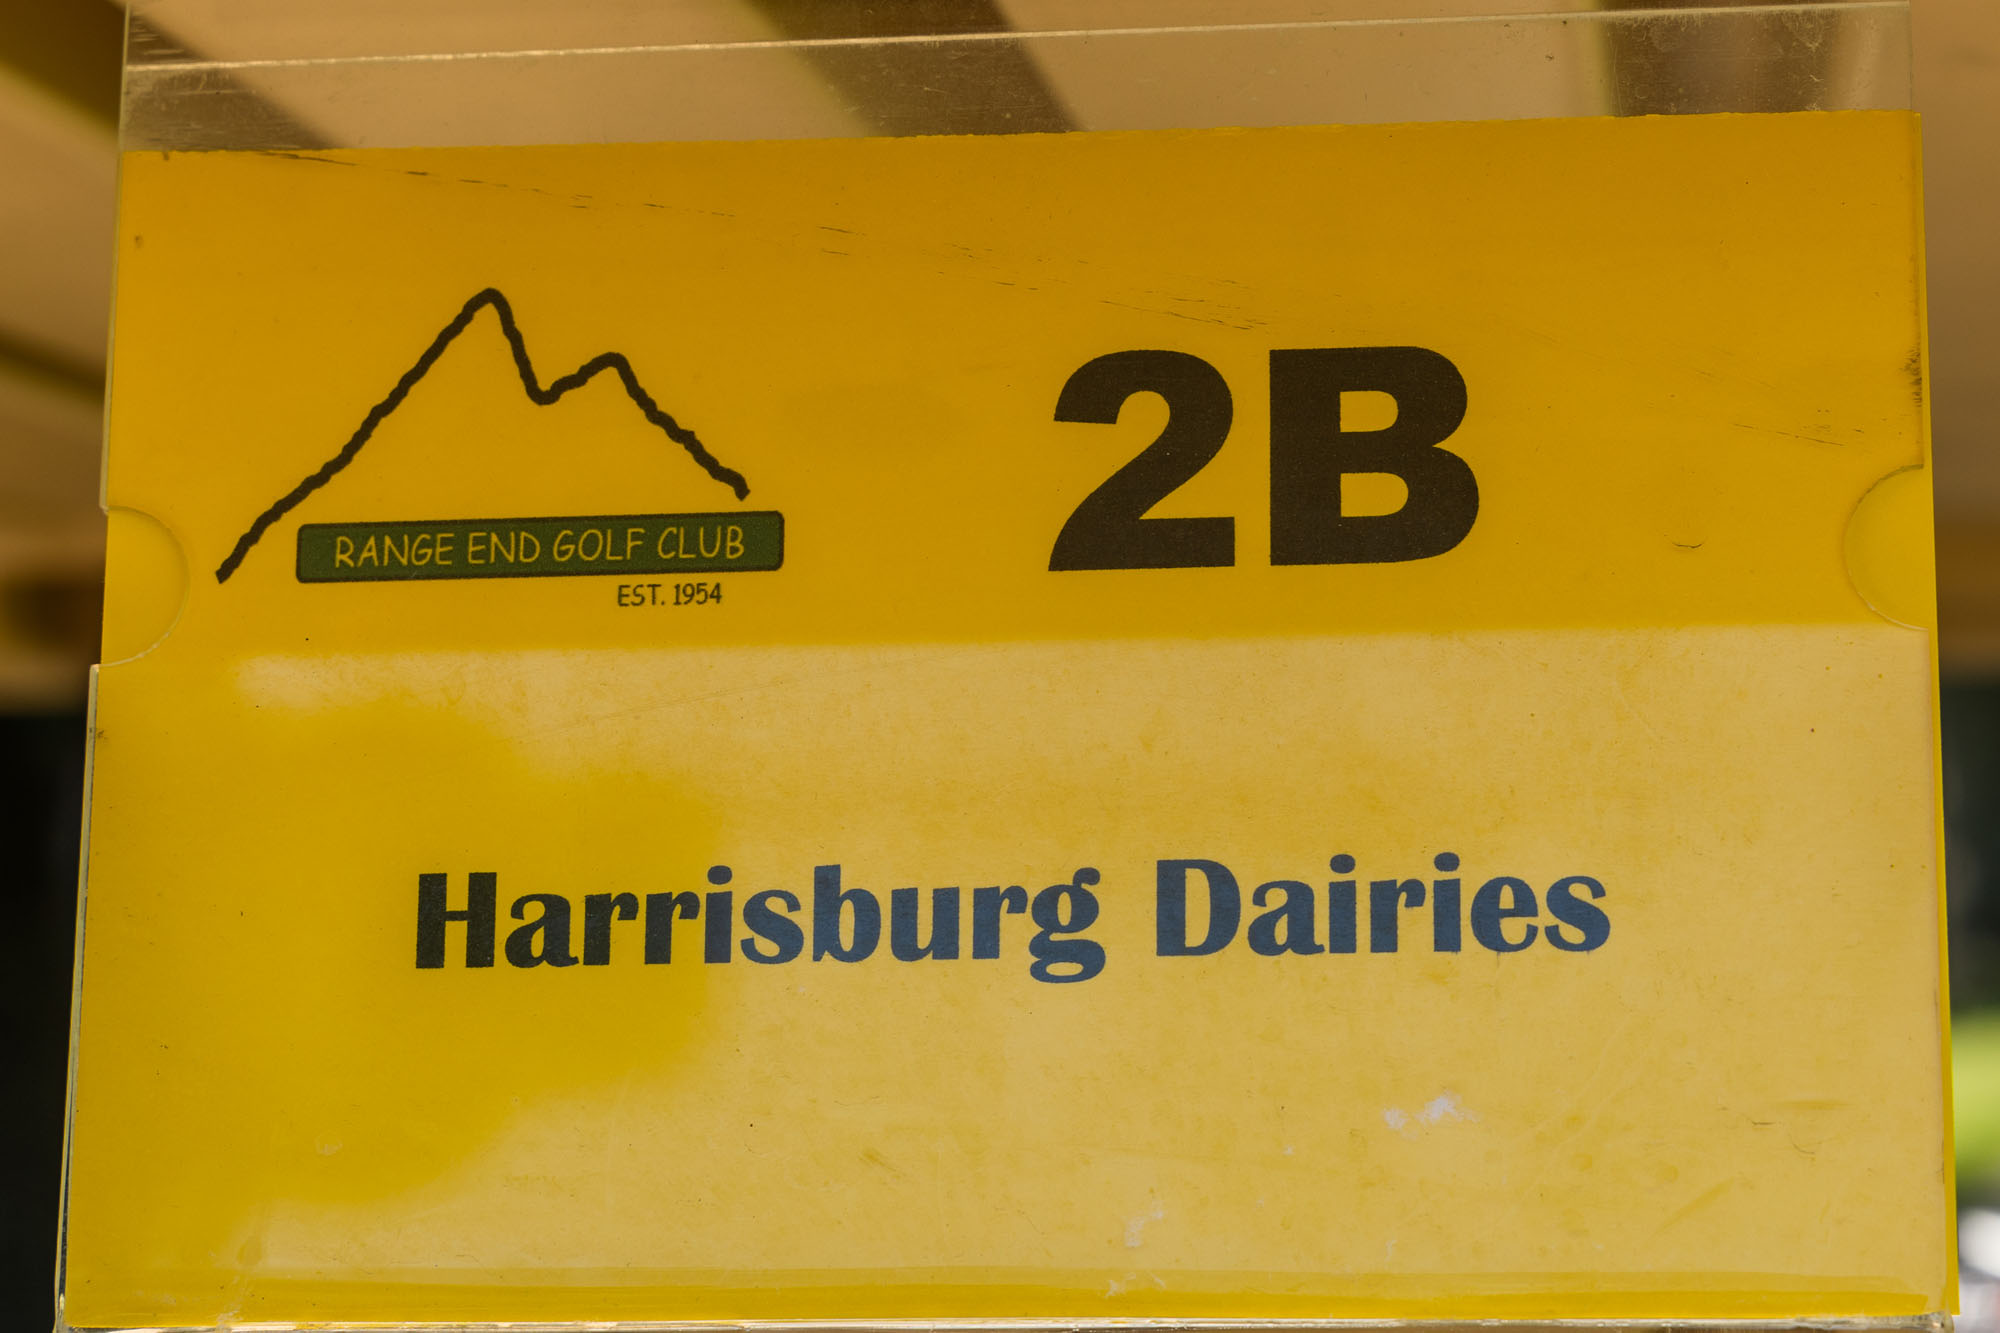 RANGE END GOLF CLUB
EST. 1954
2B
Harrisburg Dairies